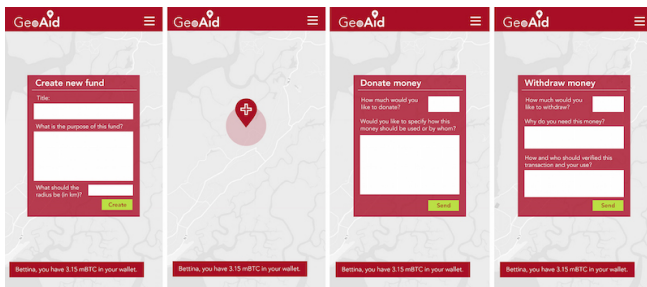 GeoAid
Create new fund
Title:
What is the purpose of this fund?
What should the
radius be (in km)?
Create
Bettina, you have 3.15 mBTC in your wallet.
GeoAid
Bettina, you have 3.15 mBTC in your wallet.
GeoAid
Donate money
How much would you
like to donate?
Would you like to specify how this
money should be used or by whom?
Send
Bettina, you have 3.15 mBTC in your wallet.
GeoAid
Withdraw money
How much would you
like to withdraw?
Why do you need this money?
How and who should verified this
transaction and your use?
Send
Bettina, you have 3.15 mBTC in your wallet.